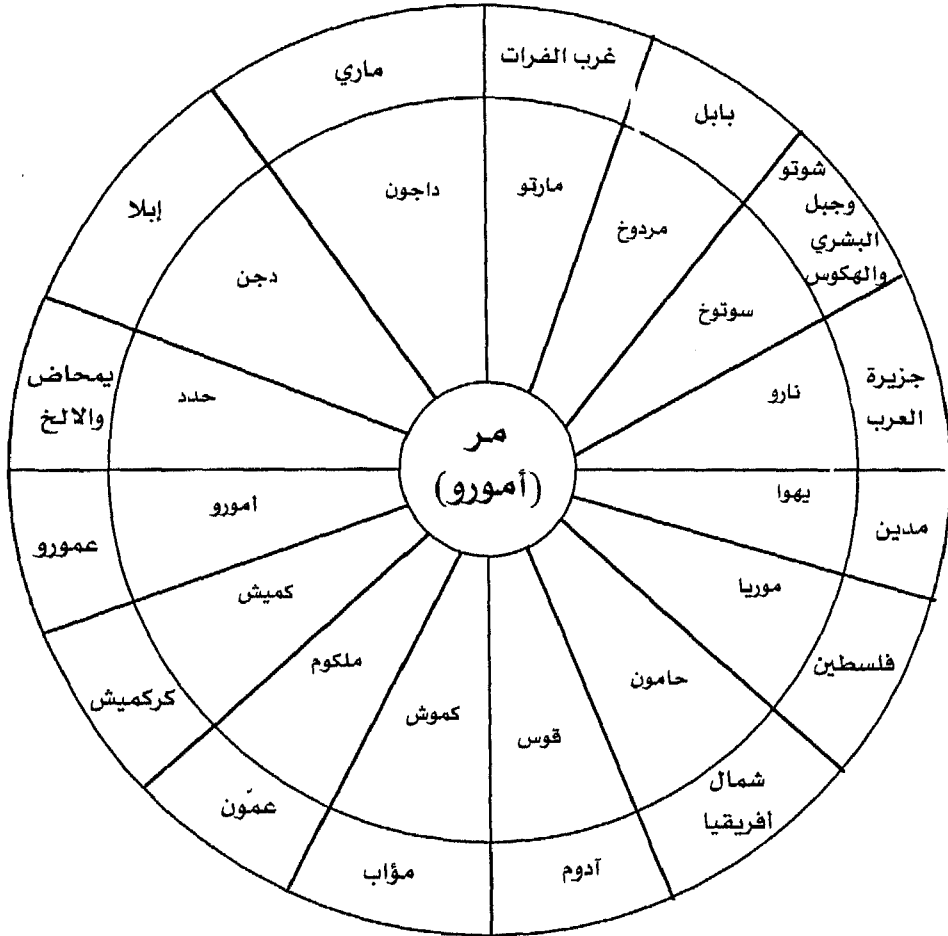 مر
(أمورو)
غرب الفرات
مارتو
بابل
مردوخ
شوتو
وجبل
البشري
والهكوس
سوتوخ
جزيرة
العرب
نارو
مدين
يهوا
فلسطين
موريا
شمال
أفريقيا
حامون
آدوم
قوس
مؤاب
كموش
عمّون
ملكوم
كركميش
كميش
عمورو
أمورو
يمحاض
والالخ
حدد
إبلا
دجن
ماري
داجون